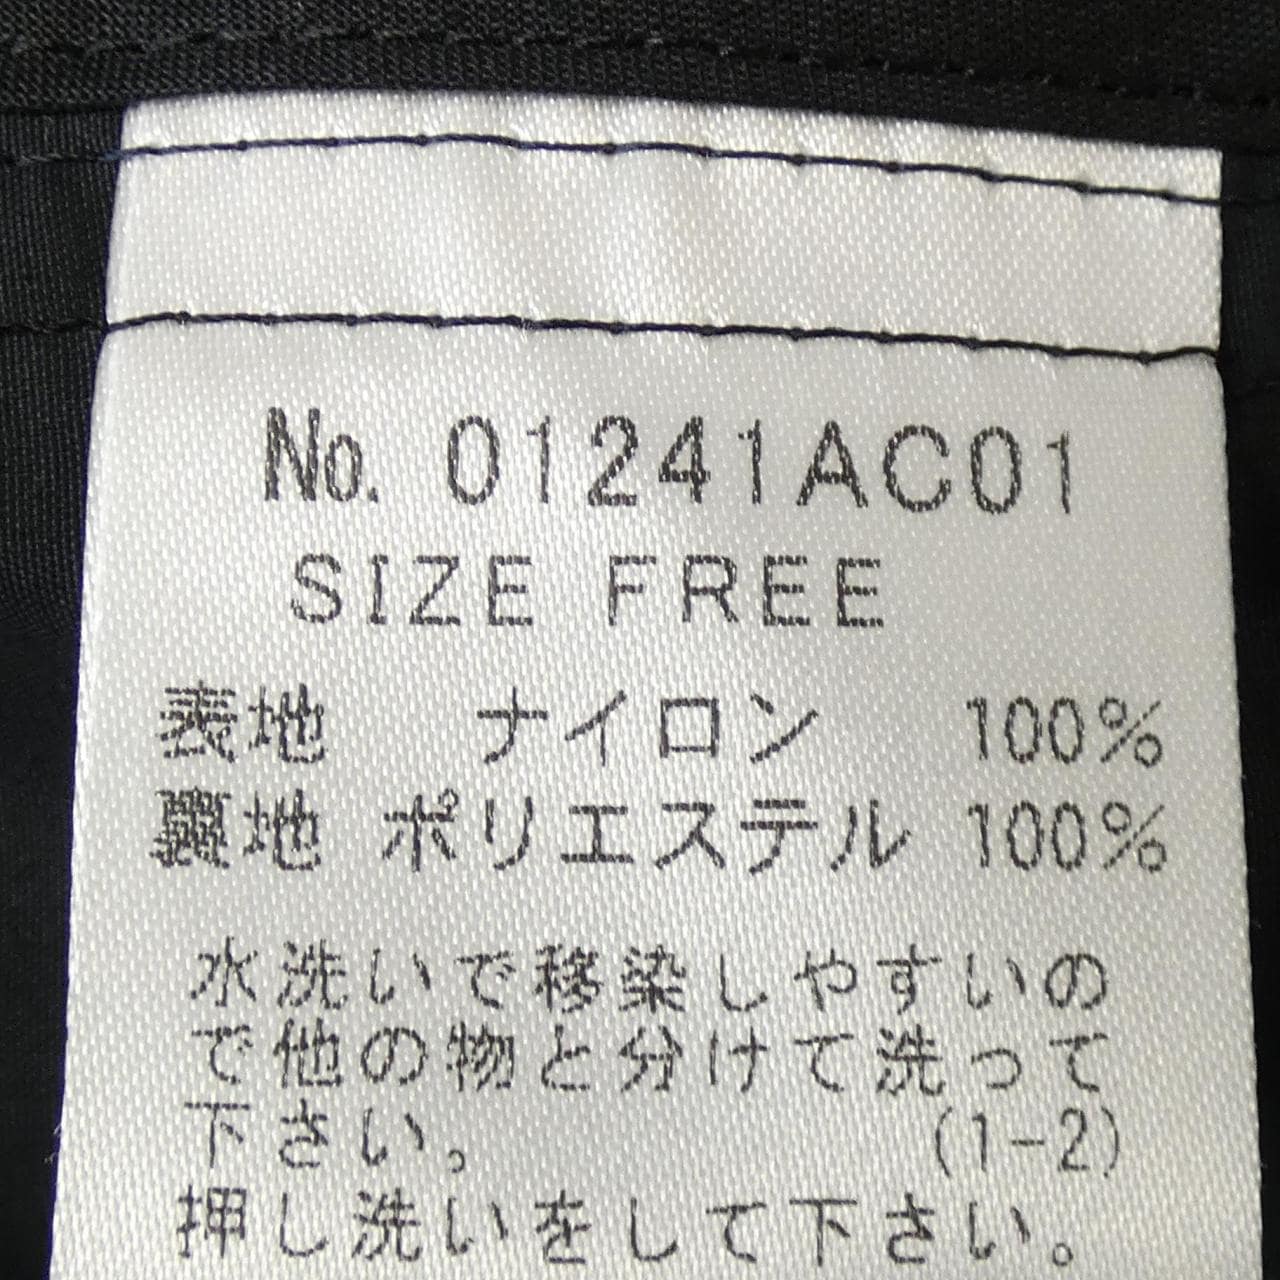 No. 01241AC01
SIZE FREE
表地 ナイロン 100%
裏地 ポリエステル 100%
水洗いで移染しやすいの
で他の物と分けて洗って
下さい。 (1-2)
押し洗いをして下さい。